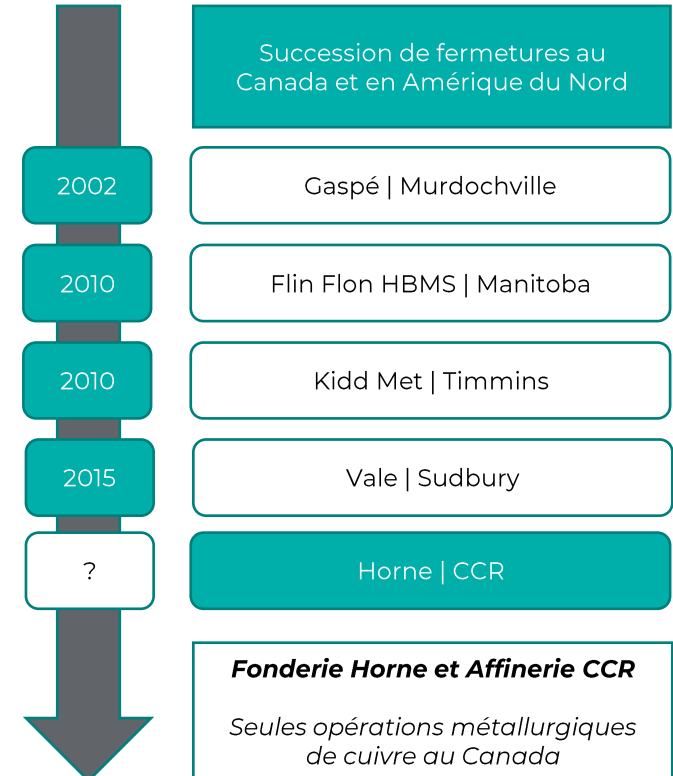 Succession de fermetures au
Canada et en Amérique du Nord
2002
Gaspé | Murdochville
2010
Flin Flon HBMS | Manitoba
2010
Kidd Met | Timmins
2015
Vale | Sudbury
?
Horne | CCR
Fonderie Horne et Affinerie CCR
Seules opérations métallurgiques
de cuivre au Canada